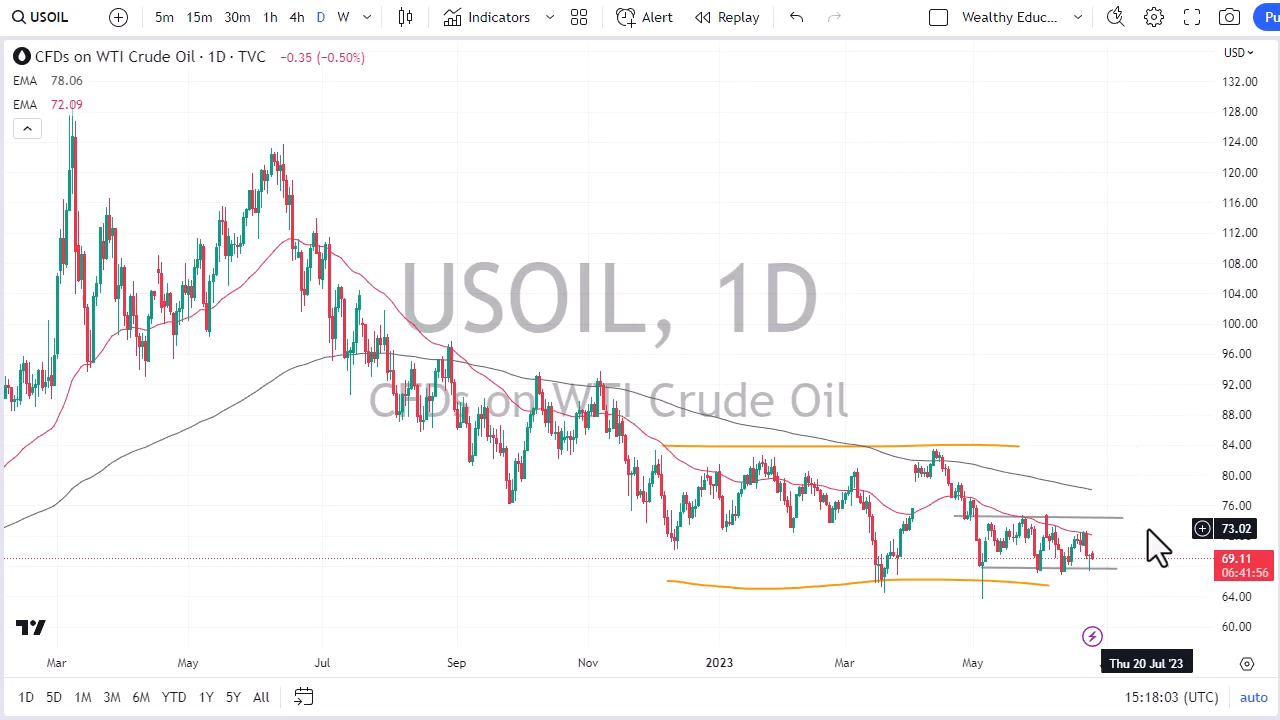 USOIL 5m 15m 30m 1h 4h D W Indicators Alert Replay Wealthy Educ... Pu
CFDs on WTI Crude Oil · 1D · TVC −0.35 (−0.50%) USD
EMA 78.06
EMA 72.09
132.00
128.00
124.00
120.00
116.00
112.00
108.00
104.00
100.00
96.00
92.00
88.00
84.00
80.00
76.00
73.02
69.11
06:41:56
64.00
60.00
USOIL, 1D
CFDs on WTI Crude Oil
Mar May Jul Sep Nov 2023 Mar May Thu 20 Jul '23
1D 5D 1M 3M 6M YTD 1Y 5Y All 15:18:03 (UTC) auto